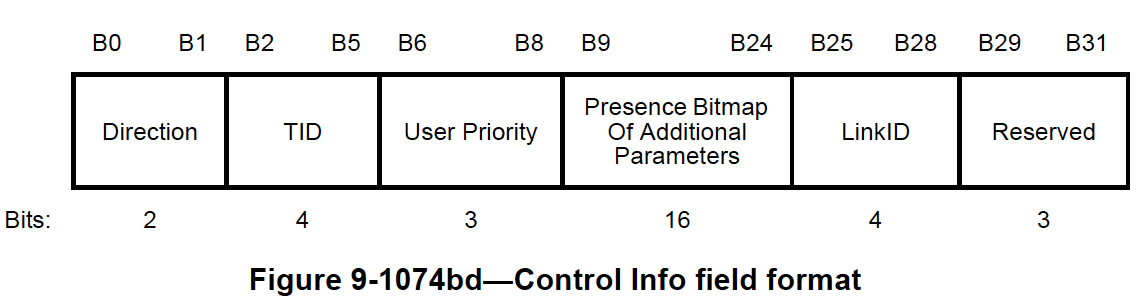 B0 B1 B2 B5 B6 B8 B9 B24 B25 B28 B29 B31
Direction TID User Priority Presence Bitmap Of Additional Parameters LinkID Reserved
Bits: 2 4 3 16 4 3
Figure 9-1074bd—Control Info field format